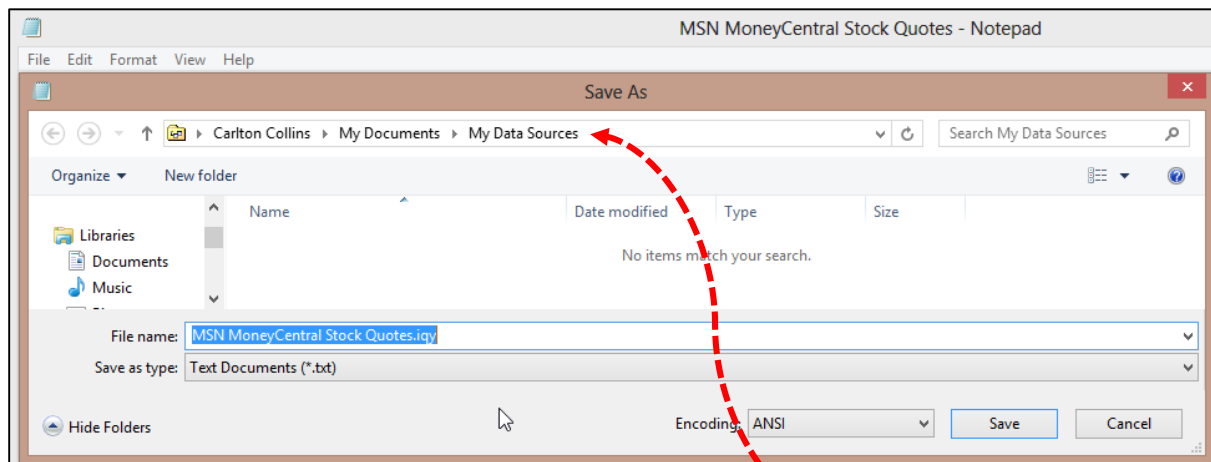 MSN MoneyCentral Stock Quotes - Notepad
File Edit Format View Help
Save As
Carlton Collins My Documents My Data Sources Search My Data Sources
Organize New folder
Name Date modified Type Size
Libraries
No items match your search.
Documents
Music
File name: MSN MoneyCentral Stock Quotes.iqy
Save as type: Text Documents (*.txt)
Hide Folders Encoding: ANSI Save Cancel